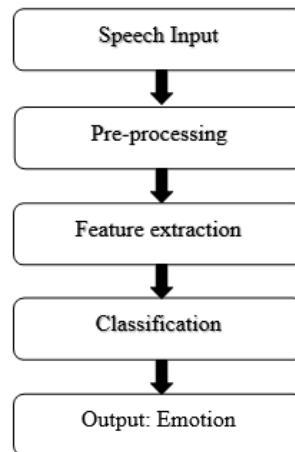 Speech Input
Pre-processing
Feature extraction
Classification
Output: Emotion